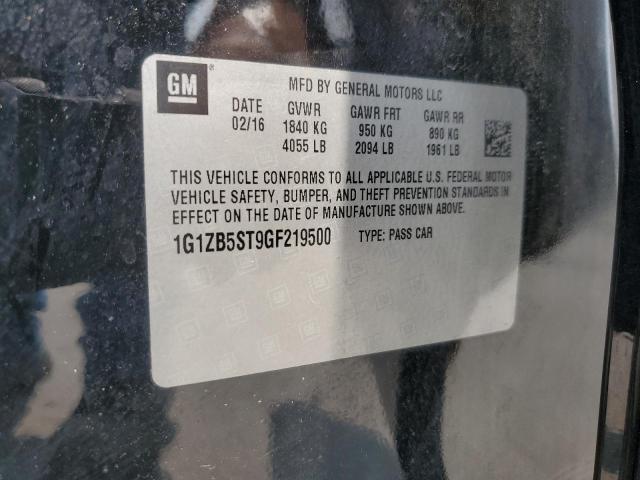 GM
MFD BY GENERAL MOTORS LLC
DATE GVWR GAWR FRT GAWR RR
02/16 1840 KG 950 KG 890 KG
4055 LB 2094 LB 1961 LB
THIS VEHICLE CONFORMS TO ALL APPLICABLE U.S. FEDERAL MOTOR
VEHICLE SAFETY, BUMPER, AND THEFT PREVENTION STANDARDS IN
EFFECT ON THE DATE OF MANUFACTURE SHOWN ABOVE.
1G1ZB5ST9GF219500 TYPE: PASS CAR